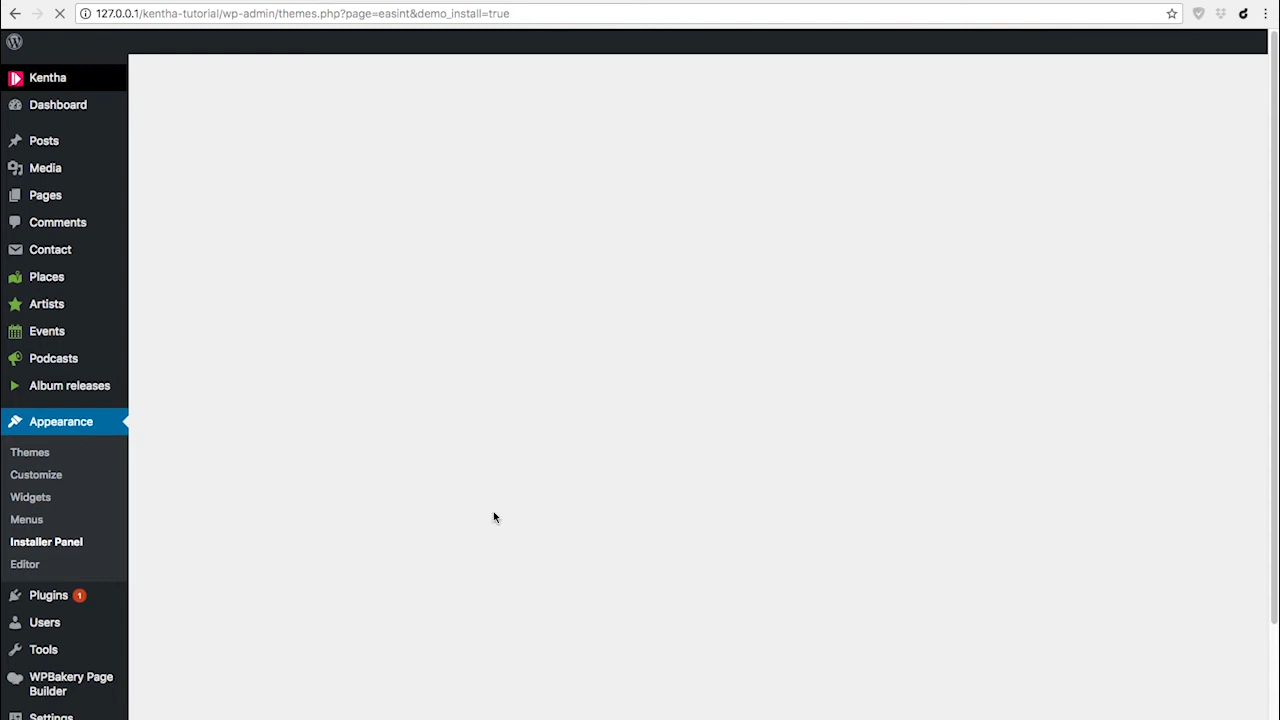 127.0.0.1/kentha-tutorial/wp-admin/themes.php?page=easint&demo_install=true
Kentha
Dashboard
Posts
Media
Pages
Comments
Contact
Places
Artists
Events
Podcasts
Album releases
Appearance
Themes
Customize
Widgets
Menus
Installer Panel
Editor
Plugins 1
Users
Tools
WPBakery Page
Builder
Settings